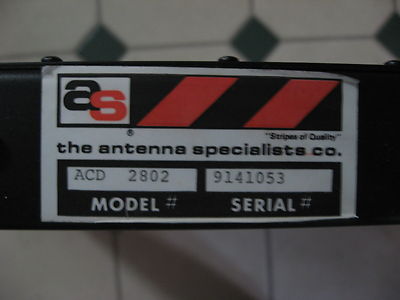 as
®
"Stripes of Quality"
the antenna specialists co.
ACD 2802 9141053
MODEL # SERIAL #